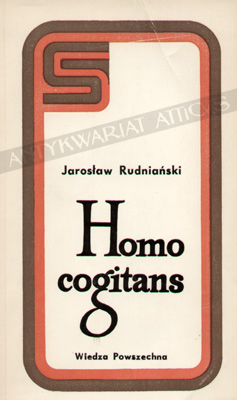 ANTYKWARIAT ATTICUS
Jarosław Rudniański
Homo
cogitans
Wiedza Powszechna